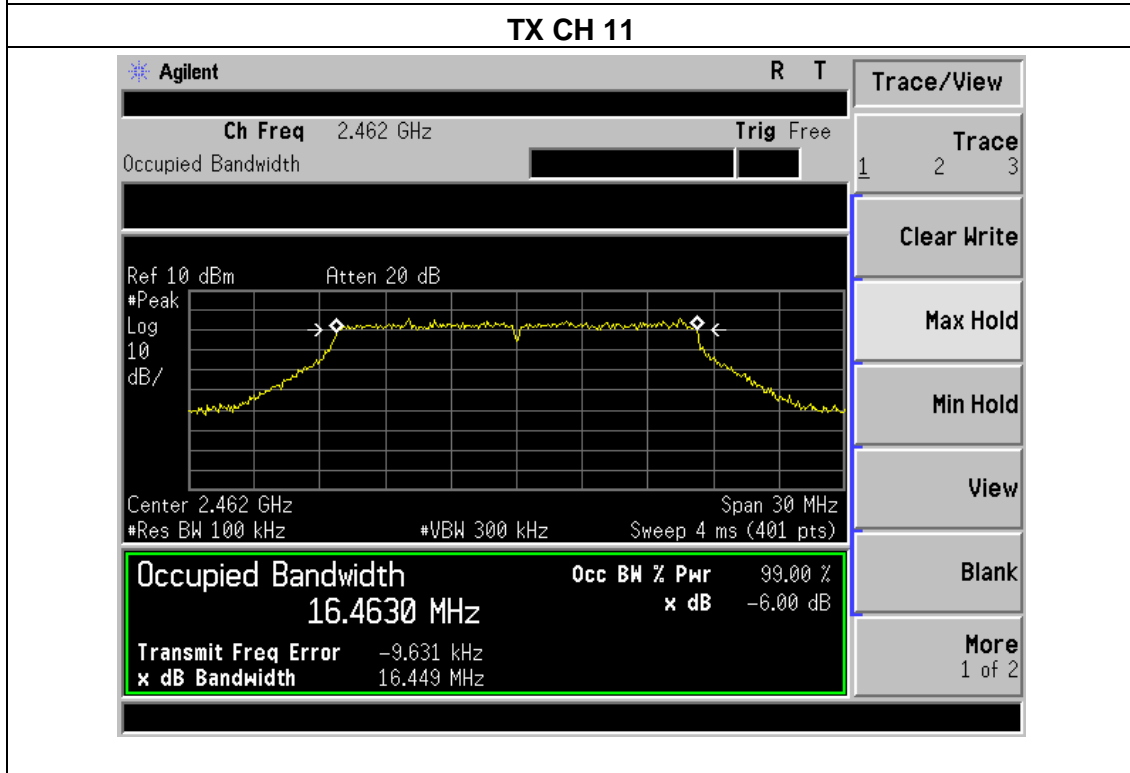 TX CH 11
Agilent R T
Ch Freq 2.462 GHz Trig Free
Occupied Bandwidth
Ref 10 dBm Atten 20 dB
#Peak
Log
10
dB/
Center 2.462 GHz Span 30 MHz
#Res BW 100 kHz #VBW 300 kHz Sweep 4 ms (401 pts)
Occupied Bandwidth Occ BW % Pwr 99.00 %
16.4630 MHz x dB -6.00 dB
Transmit Freq Error -9.631 kHz
x dB Bandwidth 16.449 MHz
Trace/View
Trace
1 2 3
Clear Write
Max Hold
Min Hold
View
Blank
More
1 of 2